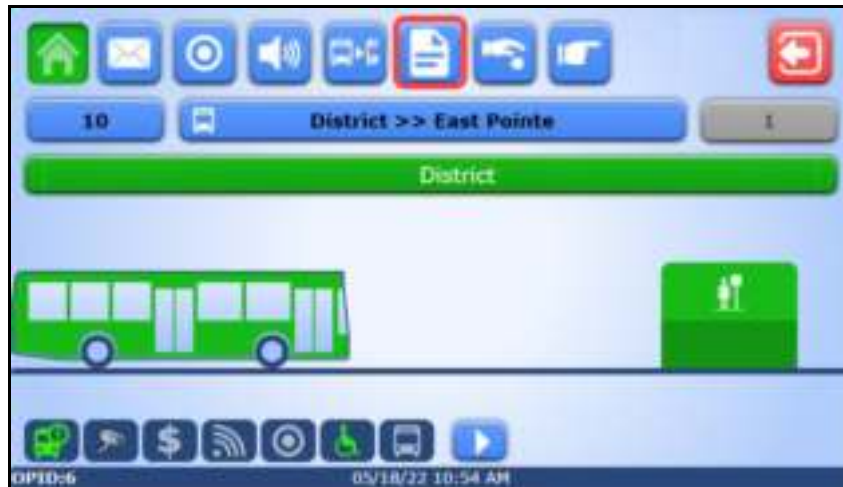 10
District >> East Pointe
1
District
$
OPID:6
05/18/22 10:54 AM